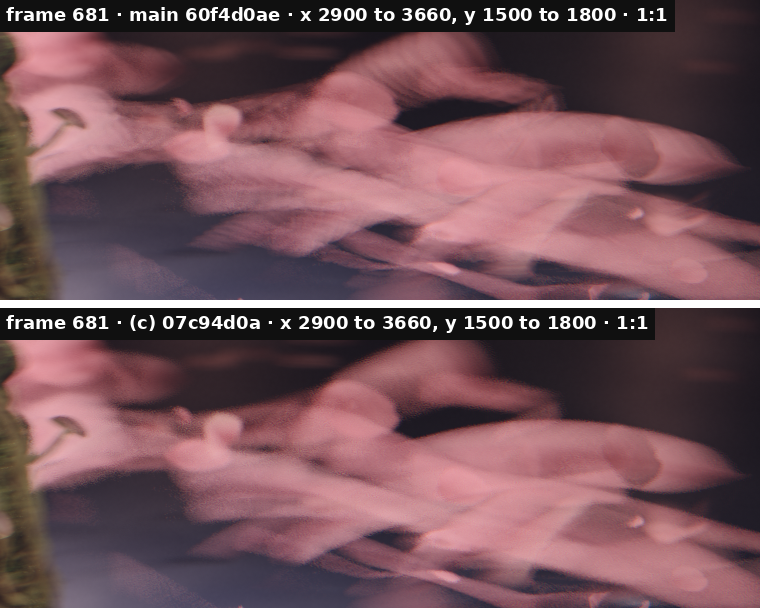 frame 681 · main 60f4d0ae · x 2900 to 3660, y 1500 to 1800 · 1:1
frame 681 · (c) 07c94d0a · x 2900 to 3660, y 1500 to 1800 · 1:1